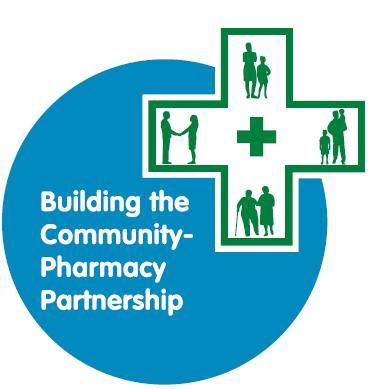 Building the
Community-
Pharmacy
Partnership